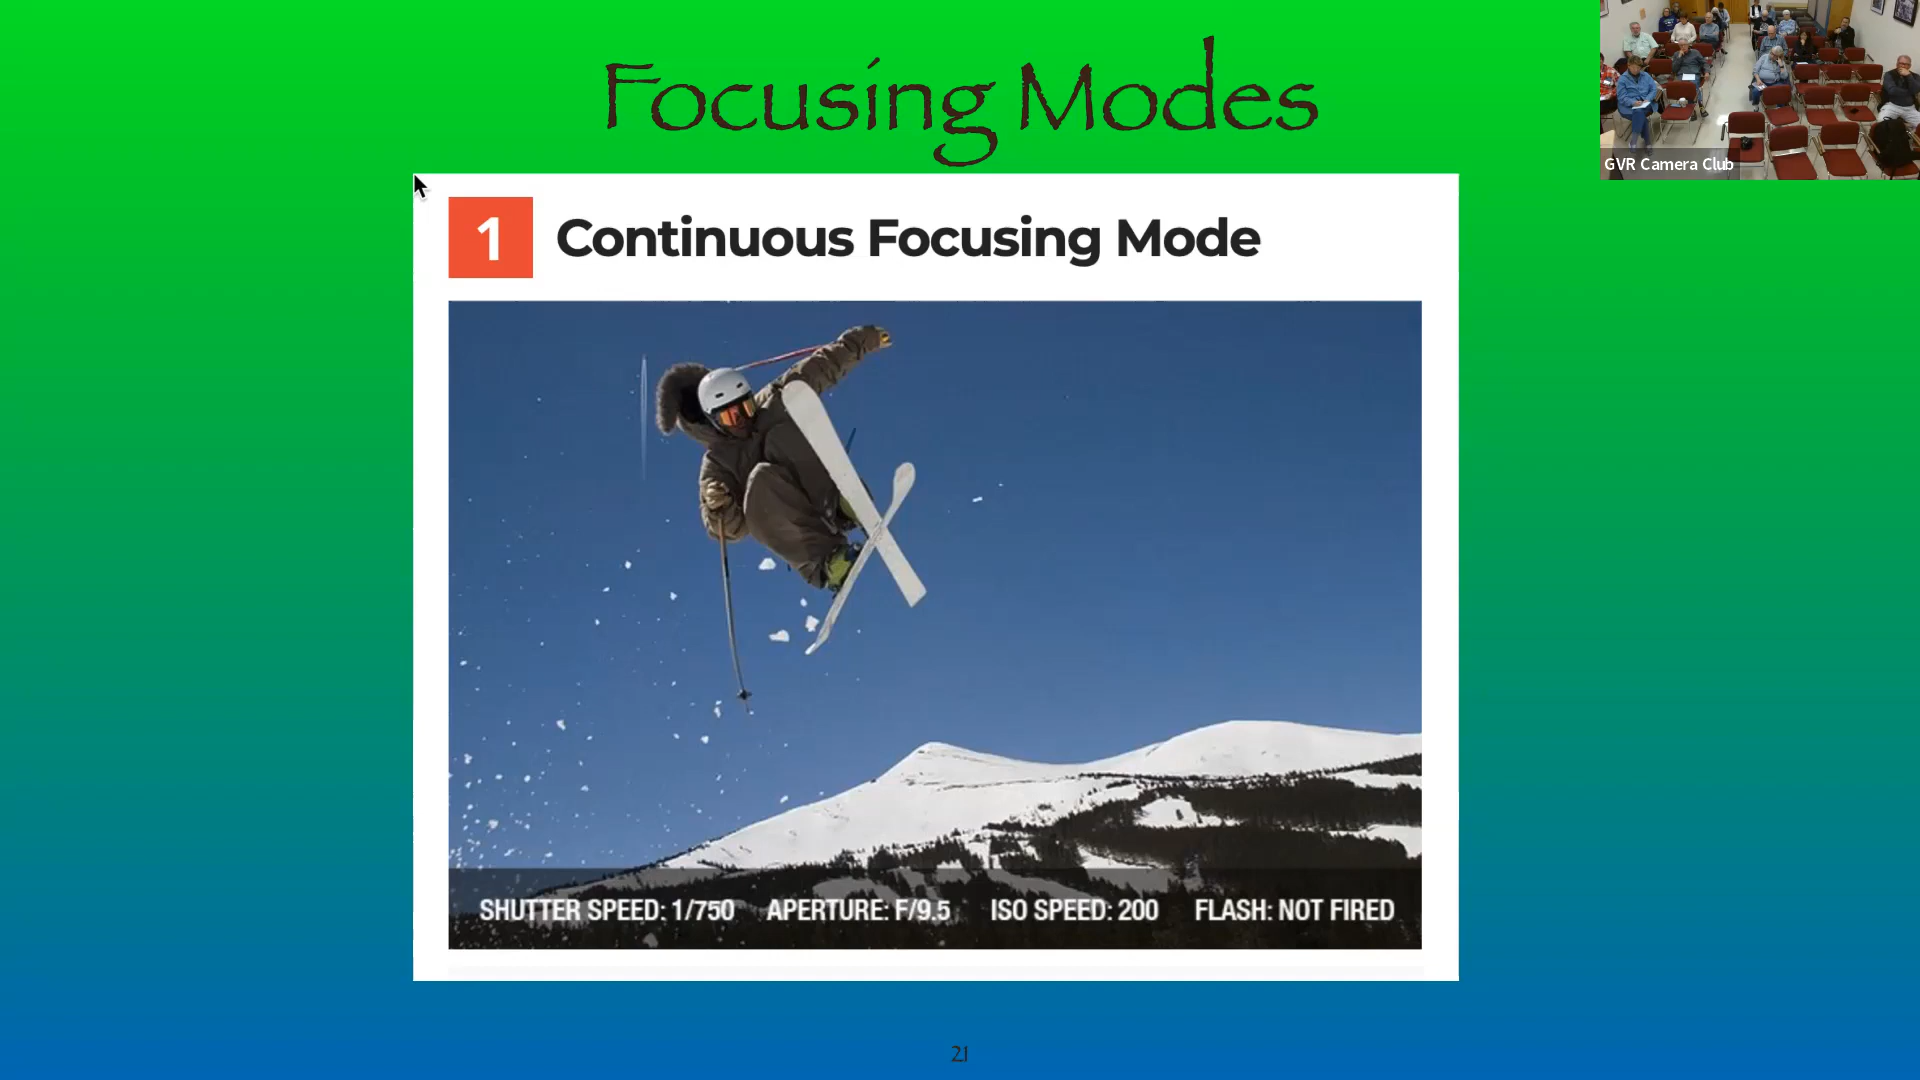 Focusing Modes
GVR Camera Club
1 Continuous Focusing Mode
SHUTTER SPEED: 1/750 APERTURE: F/9.5 ISO SPEED: 200 FLASH: NOT FIRED
21